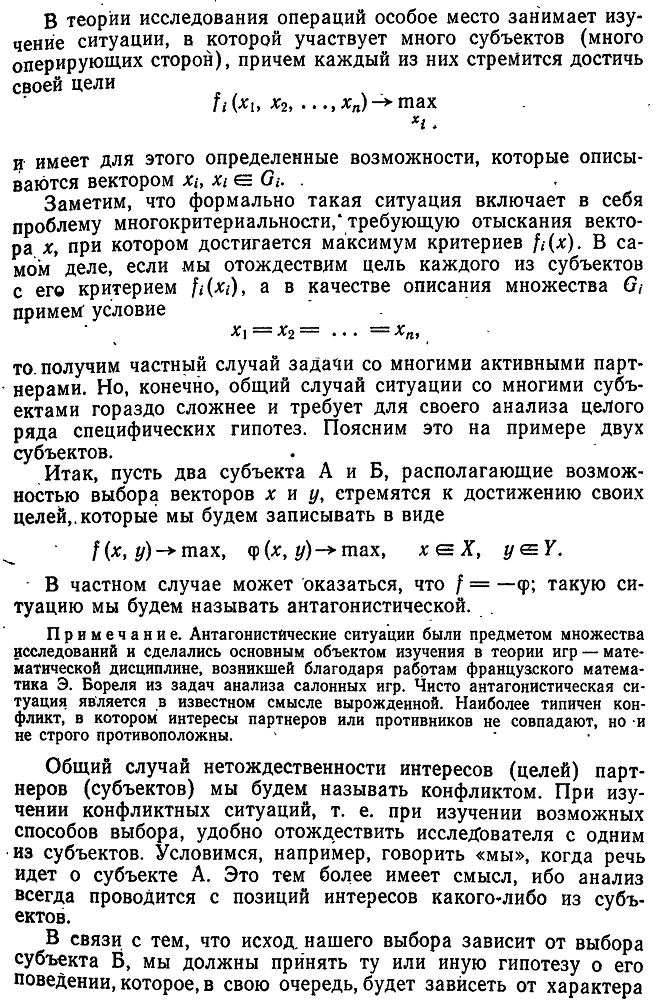 В теории исследования операций особое место занимает изу-
чение ситуации, в которой участвует много субъектов (много
оперирующих сторон), причем каждый из них стремится достичь
своей цели
f_i (x_1, x_2, ..., x_n) → max
x_i .
и имеет для этого определенные возможности, которые описы-
ваются вектором x_i, x_i ∈ G_i.
Заметим, что формально такая ситуация включает в себя
проблему многокритериальности, требующую отыскания векто-
ра x, при котором достигается максимум критериев f_i (x). В са-
мом деле, если мы отождествим цель каждого из субъектов
с его критерием f_i (x_i), а в качестве описания множества G_i
примем условие
x_1 = x_2 = ... = x_n,
то получим частный случай задачи со многими активными парт-
нерами. Но, конечно, общий случай ситуации со многими субъ-
ектами гораздо сложнее и требует для своего анализа целого
ряда специфических гипотез. Поясним это на примере двух
субъектов.
Итак, пусть два субъекта А и Б, располагающие возмож-
ностью выбора векторов x и y, стремятся к достижению своих
целей, которые мы будем записывать в виде
f (x, y) → max, φ (x, y) → max, x ∈ X, y ∈ Y.
В частном случае может оказаться, что f = —φ; такую си-
туацию мы будем называть антагонистической.
Примечание. Антагонистические ситуации были предметом множества
исследований и сделались основным объектом изучения в теории игр — мате-
матической дисциплине, возникшей благодаря работам французского матема-
тика Э. Бореля из задач анализа салонных игр. Чисто антагонистическая си-
туация является в известном смысле вырожденной. Наиболее типичен кон-
фликт, в котором интересы партнеров или противников не совпадают, но и
не строго противоположны.
Общий случай нетождественности интересов (целей) парт-
неров (субъектов) мы будем называть конфликтом. При изу-
чении конфликтных ситуаций, т. е. при изучении возможных
способов выбора, удобно отождествить исследователя с одним
из субъектов. Условимся, например, говорить «мы», когда речь
идет о субъекте А. Это тем более имеет смысл, ибо анализ
всегда проводится с позиций интересов какого-либо из субъ-
ектов.
В связи с тем, что исход нашего выбора зависит от выбора
субъекта Б, мы должны принять ту или иную гипотезу о его
поведении, которое, в свою очередь, будет зависеть от характера